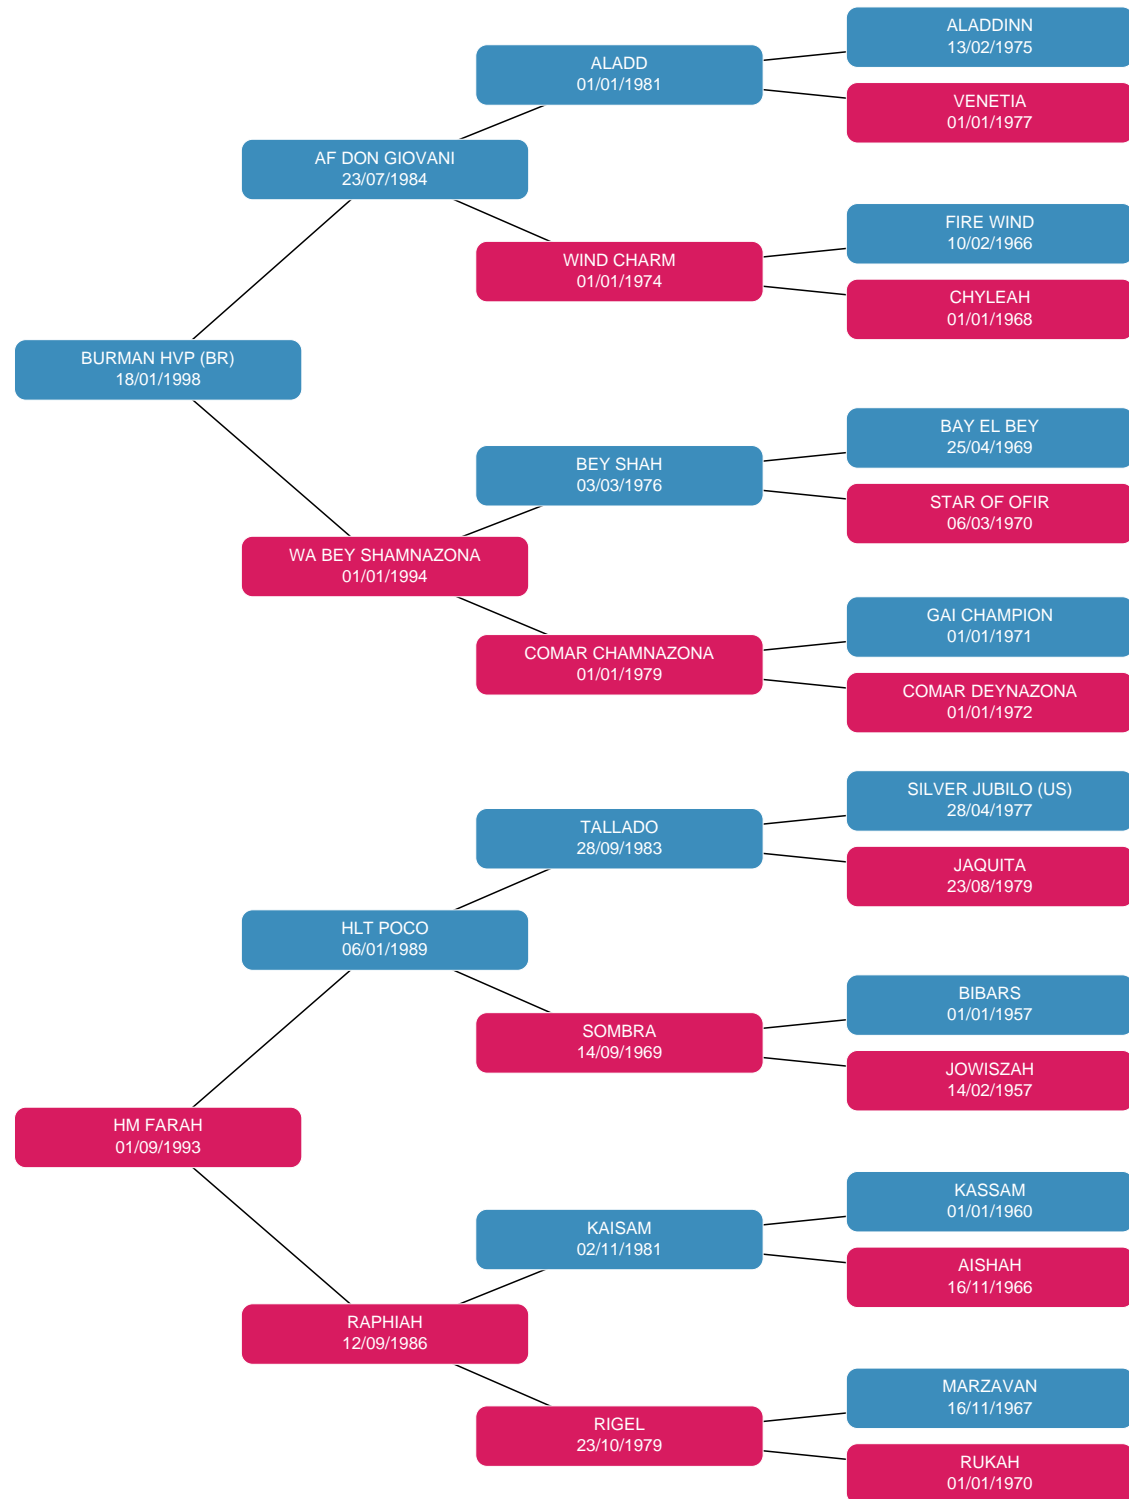 ALADDINN
13/02/1975
ALADD
01/01/1981
VENETIA
01/01/1977
AF DON GIOVANI
23/07/1984
FIRE WIND
10/02/1966
WIND CHARM
01/01/1974
CHYLEAH
01/01/1968
BURMAN HVP (BR)
18/01/1998
BAY EL BEY
25/04/1969
BEY SHAH
03/03/1976
STAR OF OFIR
06/03/1970
WA BEY SHAMNAZONA
01/01/1994
GAI CHAMPION
01/01/1971
COMAR CHAMNAZONA
01/01/1979
COMAR DEYNAZONA
01/01/1972
SILVER JUBILO (US)
28/04/1977
TALLADO
28/09/1983
JAQUITA
23/08/1979
HLT POCO
06/01/1989
BIBARS
01/01/1957
SOMBRA
14/09/1969
JOWISZAH
14/02/1957
HM FARAH
01/09/1993
KASSAM
01/01/1960
KAISAM
02/11/1981
AISHAH
16/11/1966
RAPHIAH
12/09/1986
MARZAVAN
16/11/1967
RIGEL
23/10/1979
RUKAH
01/01/1970